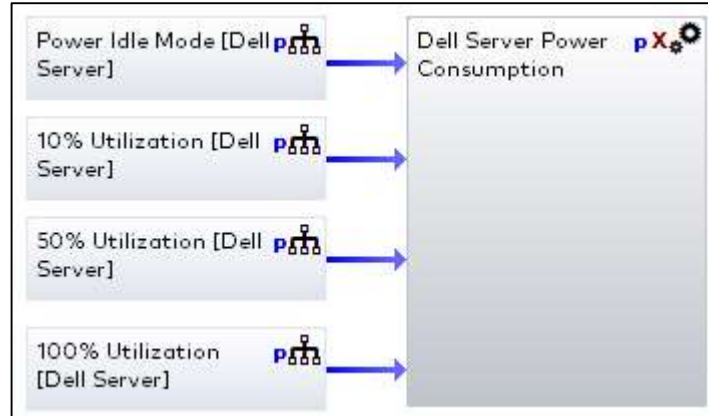 Power Idle Mode [Dell p
Server]
Dell Server Power p X
Consumption
10% Utilization [Dell p
Server]
50% Utilization [Dell p
Server]
100% Utilization p
[Dell Server]